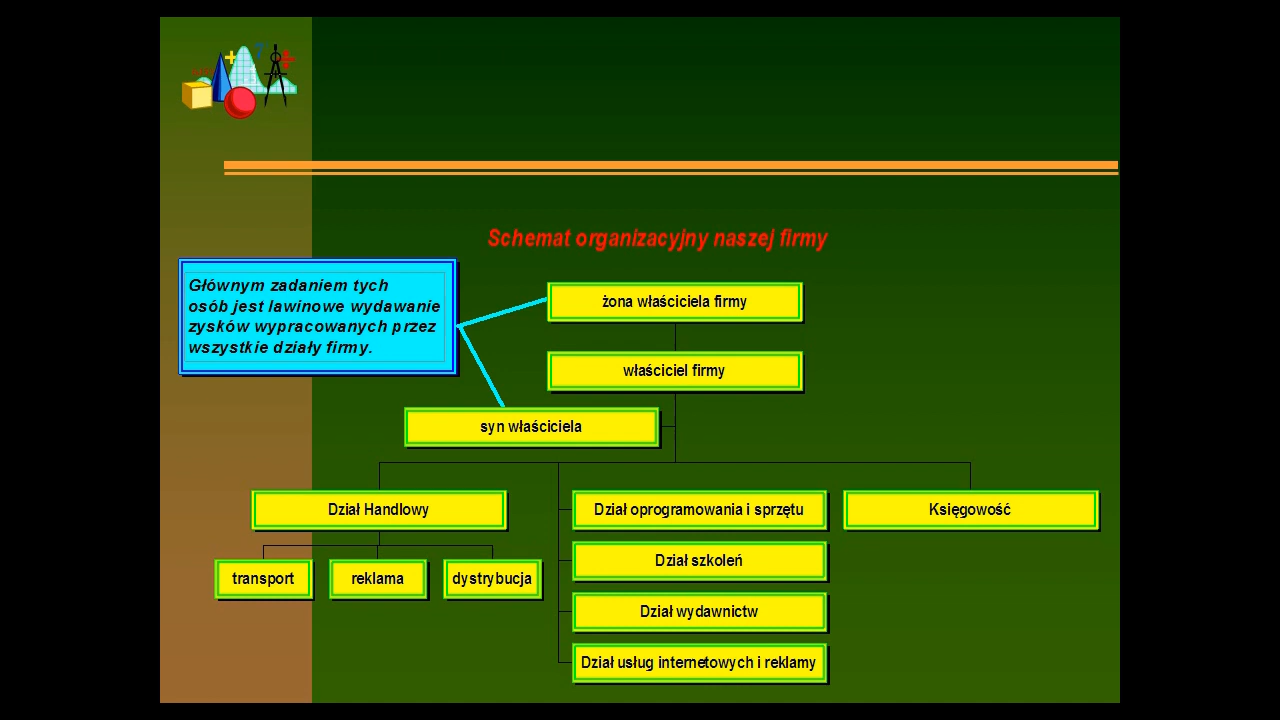 Schemat organizacyjny naszej firmy
Głównym zadaniem tych
osób jest lawinowe wydawanie
zysków wypracowanych przez
wszystkie działy firmy.
żona właściciela firmy
właściciel firmy
syn właściciela
Dział Handlowy
Dział oprogramowania i sprzętu
Księgowość
Dział szkoleń
transport
reklama
dystrybucja
Dział wydawnictw
Dział usług internetowych i reklamy